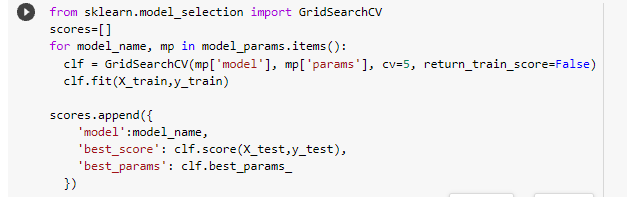 from sklearn.model_selection import GridSearchCV
scores=[]
for model_name, mp in model_params.items():
  clf = GridSearchCV(mp['model'], mp['params'], cv=5, return_train_score=False)
  clf.fit(X_train,y_train)

scores.append({
    'model':model_name,
    'best_score': clf.score(X_test,y_test),
    'best_params': clf.best_params_
  })